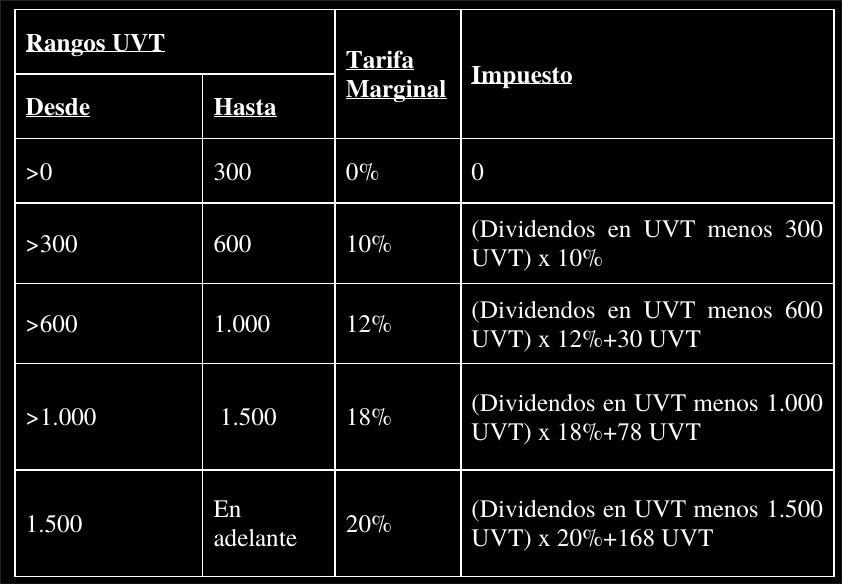 Rangos UVT
Tarifa
Marginal
Impuesto
Desde
Hasta
>0
300
0%
0
>300
600
10%
(Dividendos en UVT menos 300
UVT) x 10%
>600
1.000
12%
(Dividendos en UVT menos 600
UVT) x 12%+30 UVT
>1.000
1.500
18%
(Dividendos en UVT menos 1.000
UVT) x 18%+78 UVT
1.500
En
adelante
20%
(Dividendos en UVT menos 1.500
UVT) x 20%+168 UVT